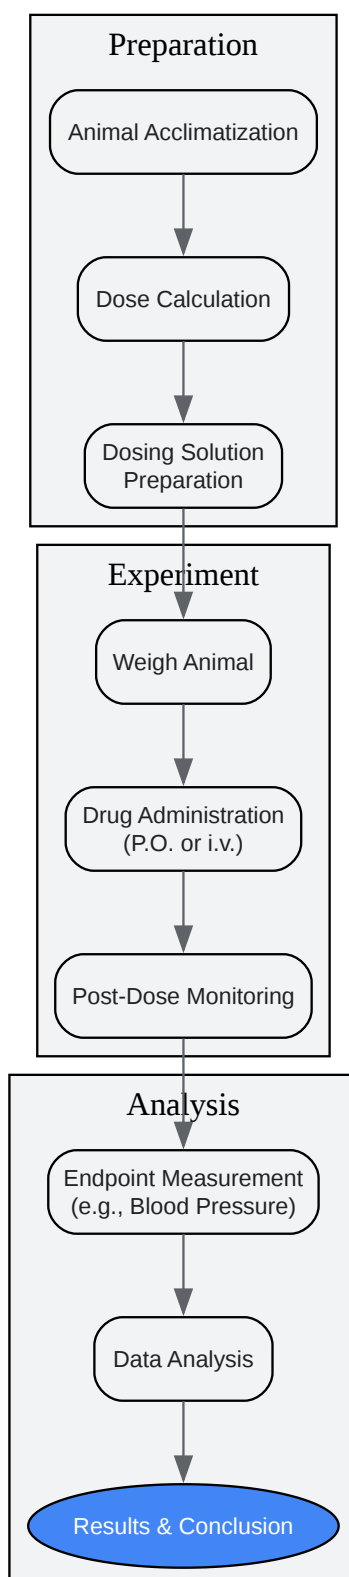 Preparation
Animal Acclimatization
Dose Calculation
Dosing Solution
Preparation
Experiment
Weigh Animal
Drug Administration
(P.O. or i.v.)
Post-Dose Monitoring
Analysis
Endpoint Measurement
(e.g., Blood Pressure)
Data Analysis
Results & Conclusion